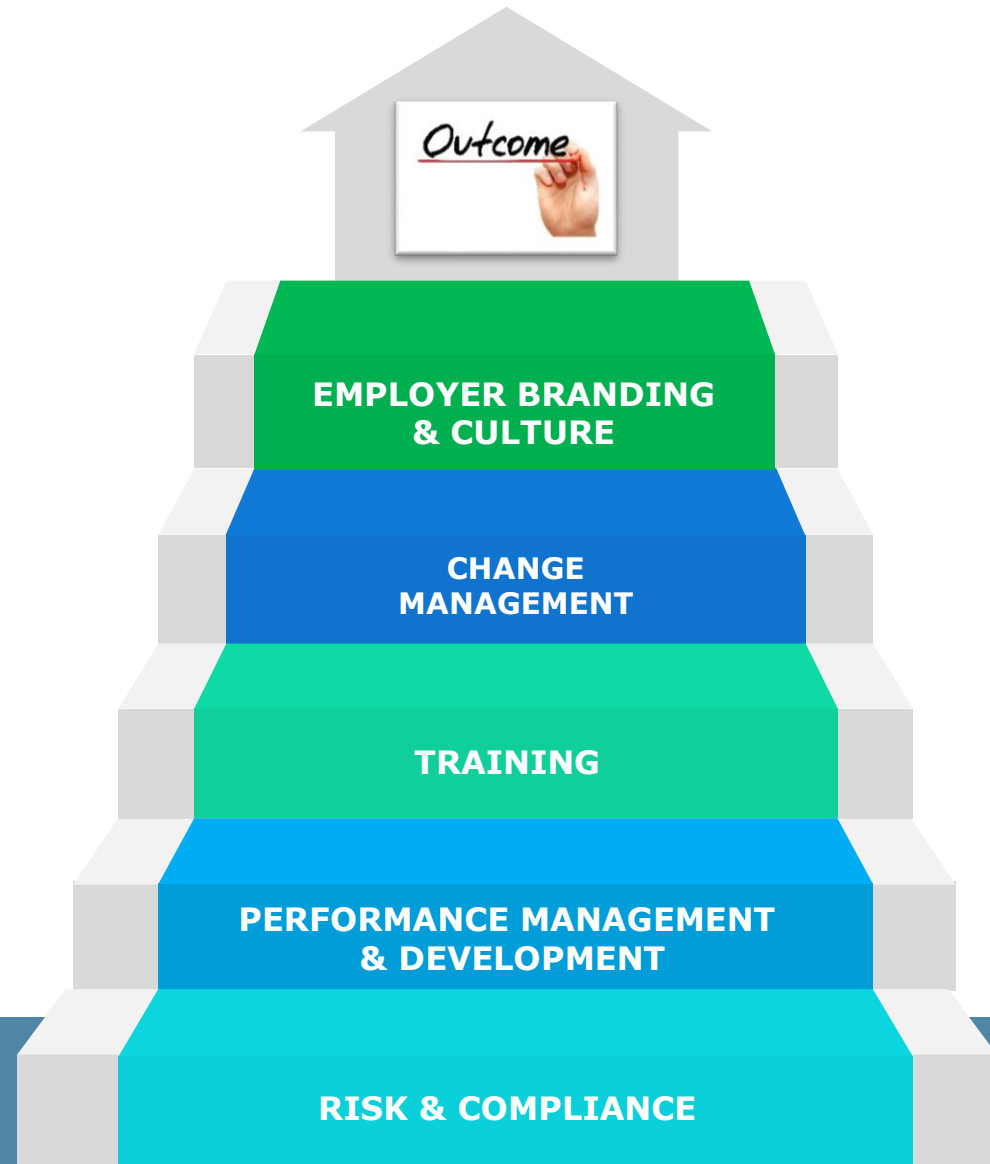 Outcome
EMPLOYER BRANDING
& CULTURE
CHANGE
MANAGEMENT
TRAINING
PERFORMANCE MANAGEMENT
& DEVELOPMENT
RISK & COMPLIANCE